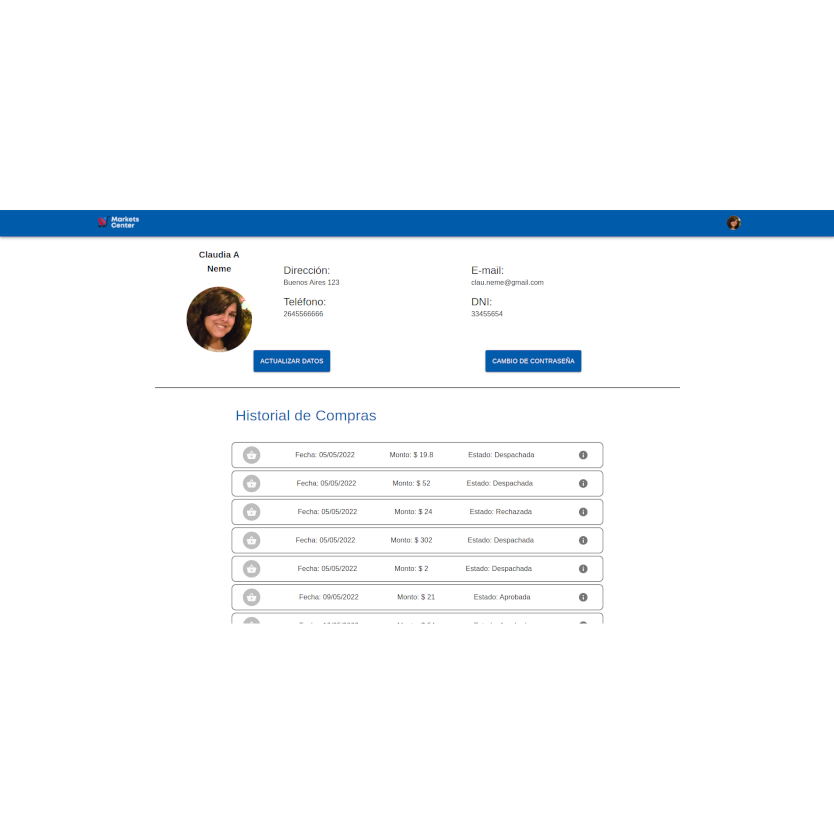 Markets
Center
Claudia A
Neme
Dirección:
Buenos Aires 123
E-mail:
clau.neme@gmail.com
Teléfono:
2645566666
DNI:
33455654
ACTUALIZAR DATOS
CAMBIO DE CONTRASEÑA
Historial de Compras
Fecha: 05/05/2022 Monto: $ 19.8 Estado: Despachada
Fecha: 05/05/2022 Monto: $ 52 Estado: Despachada
Fecha: 05/05/2022 Monto: $ 24 Estado: Rechazada
Fecha: 05/05/2022 Monto: $ 302 Estado: Despachada
Fecha: 05/05/2022 Monto: $ 2 Estado: Despachada
Fecha: 09/05/2022 Monto: $ 21 Estado: Aprobada